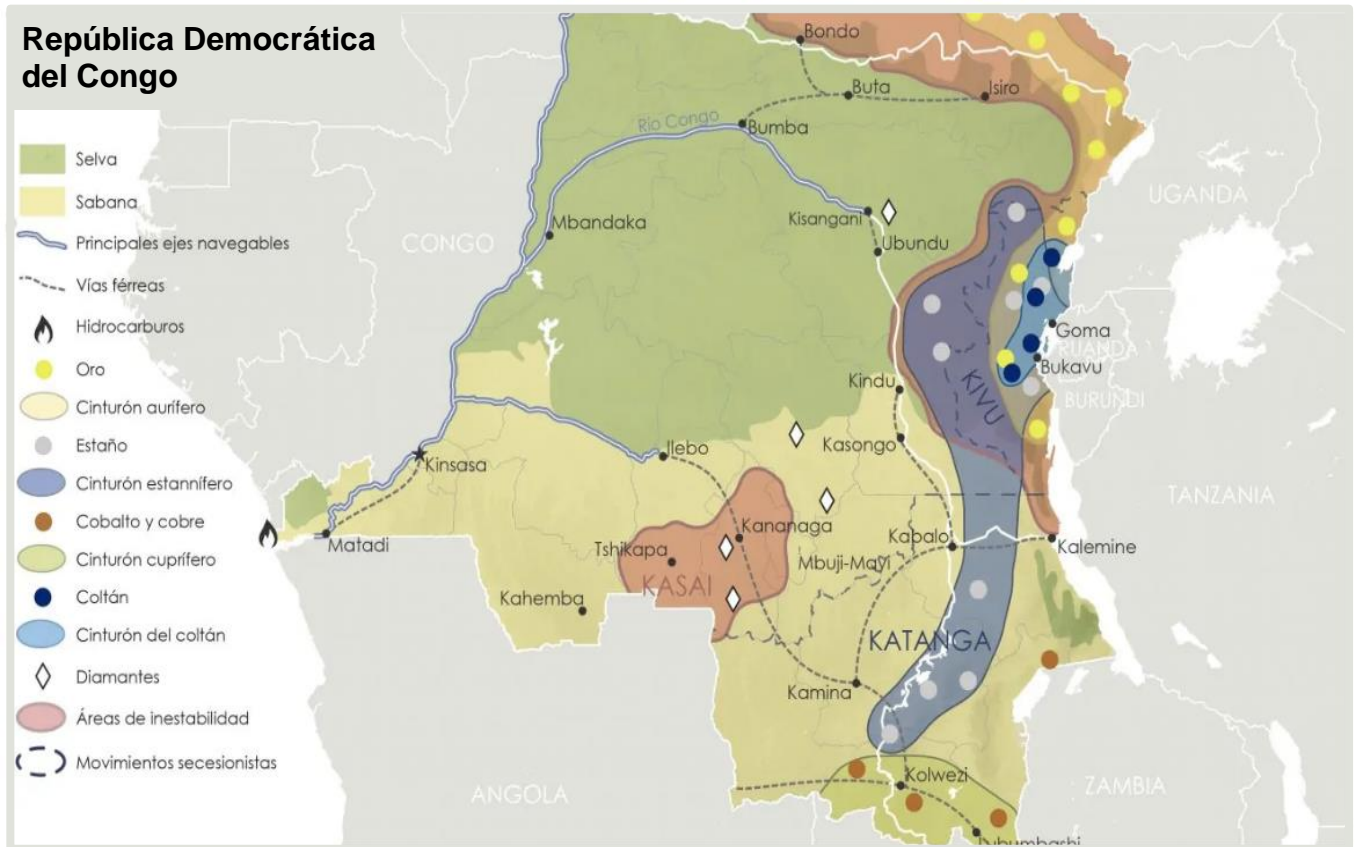 República Democrática
del Congo
Selva
Sabana
Principales ejes navegables
Vías férreas
Hidrocarburos
Oro
Cinturón aurífero
Estaño
Cinturón estannífero
Cobalto y cobre
Cinturón cuprífero
Coltán
Cinturón del coltán
Diamantes
Áreas de inestabilidad
Movimientos secesionistas
Bondo
Buta
Isiro
Río Congo
Bumba
UGANDA
Mbandaka
Kisangani
CONGO
Ubundu
Goma
RUANDA
Bukavu
KIVU
Kindu
BURUNDI
Kasongo
Ilebo
Kinsasa
TANZANIA
Kananaga
Matadi
Kabalo
Kalemine
Tshikapa
Mbuji-Mayi
KASAI
Kahemba
KATANGA
Kamina
Kolwezi
ZAMBIA
ANGOLA
Lubumbashi